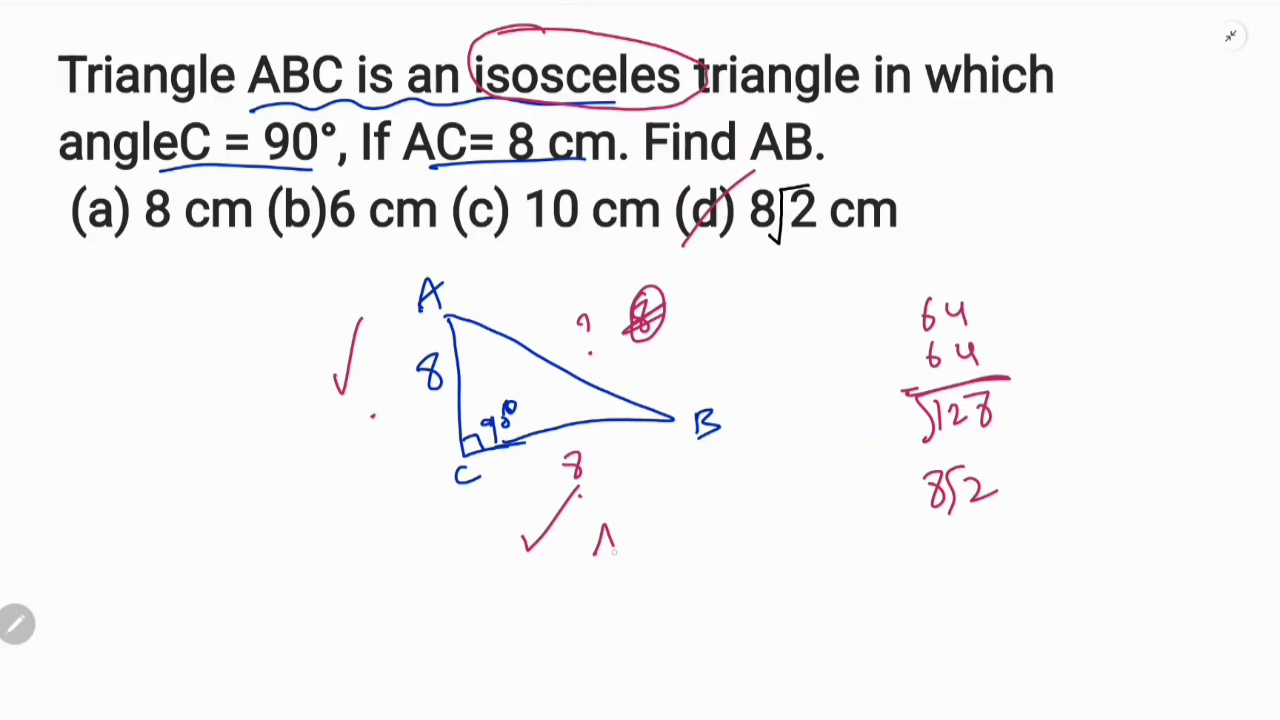 Triangle ABC is an isosceles triangle in which
angleC = 90°, If AC= 8 cm. Find AB.
(a) 8 cm (b)6 cm (c) 10 cm (d) 8√2 cm
A
?
8
90°
B
C
8
64
64
√128
8√2